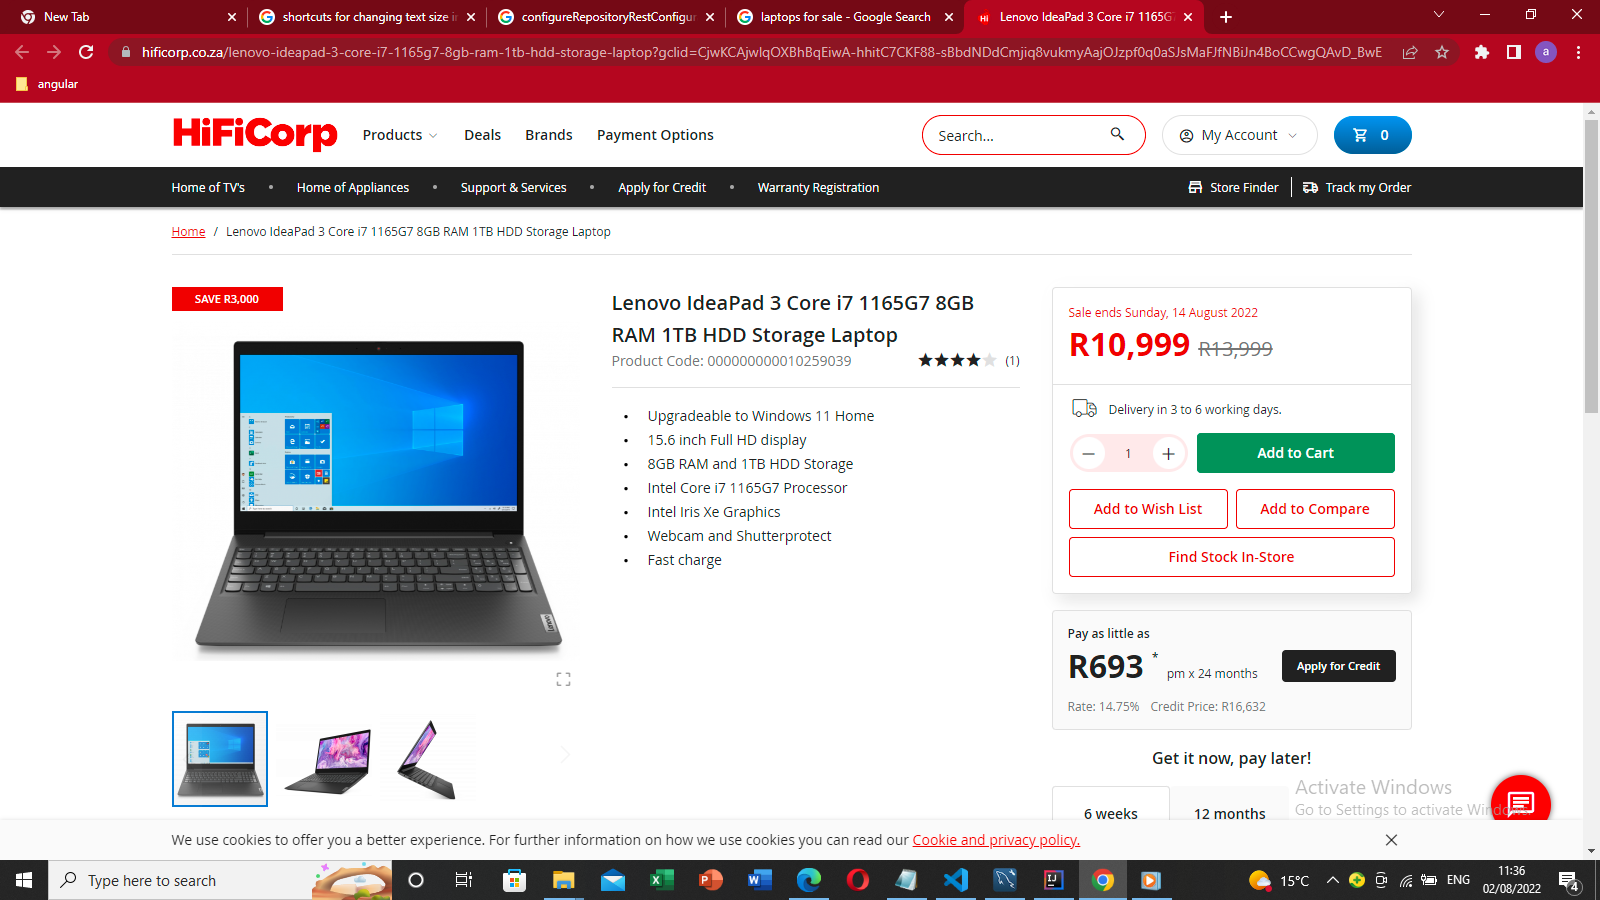 New Tab
shortcuts for changing text size in
configureRepositoryRestConfigur
laptops for sale - Google Search
Lenovo IdeaPad 3 Core i7 1165G7
hificorp.co.za/lenovo-ideapad-3-core-i7-1165g7-8gb-ram-1tb-hdd-storage-laptop?gclid=CjwKCAjwlqOXBhBqEiwA-hhitC7CKF88-sBbdNDdCmjiq8vukmyAajOJzpf0q0aSJsMaFJfNBiJn4BoCCwgQAvD_BwE
a
angular
HiFiCorp
Products
Deals
Brands
Payment Options
Search...
My Account
0
Home of TV's • Home of Appliances • Support & Services • Apply for Credit • Warranty Registration
Store Finder
Track my Order
Home / Lenovo IdeaPad 3 Core i7 1165G7 8GB RAM 1TB HDD Storage Laptop
SAVE R3,000
Lenovo
Lenovo IdeaPad 3 Core i7 1165G7 8GB
RAM 1TB HDD Storage Laptop
Product Code: 000000000010259039
(1)
• Upgradeable to Windows 11 Home
• 15.6 inch Full HD display
• 8GB RAM and 1TB HDD Storage
• Intel Core i7 1165G7 Processor
• Intel Iris Xe Graphics
• Webcam and Shutterprotect
• Fast charge
Sale ends Sunday, 14 August 2022
R10,999 R13,999
Delivery in 3 to 6 working days.
− 1 +
Add to Cart
Add to Wish List
Add to Compare
Find Stock In-Store
Pay as little as
R693 * pm x 24 months
Apply for Credit
Rate: 14.75% Credit Price: R16,632
Get it now, pay later!
6 weeks
12 months
Activate Windows
Go to Settings to activate Windows.
We use cookies to offer you a better experience. For further information on how we use cookies you can read our Cookie and privacy policy.
Type here to search
15°C
ENG
11:36
02/08/2022
4